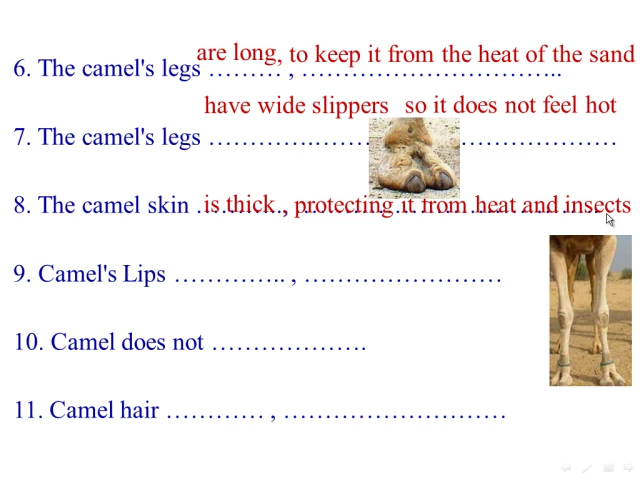 are long, to keep it from the heat of the sand
6. The camel's legs ……… , …………………………..
have wide slippers so it does not feel hot
7. The camel's legs ………….……………………………
8. The camel skin is thick , protecting it from heat and insects
9. Camel's Lips ………….. , ……………………
10. Camel does not ……………….
11. Camel hair ………… , ………………………